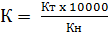 К = Кт х 10000 / Кн